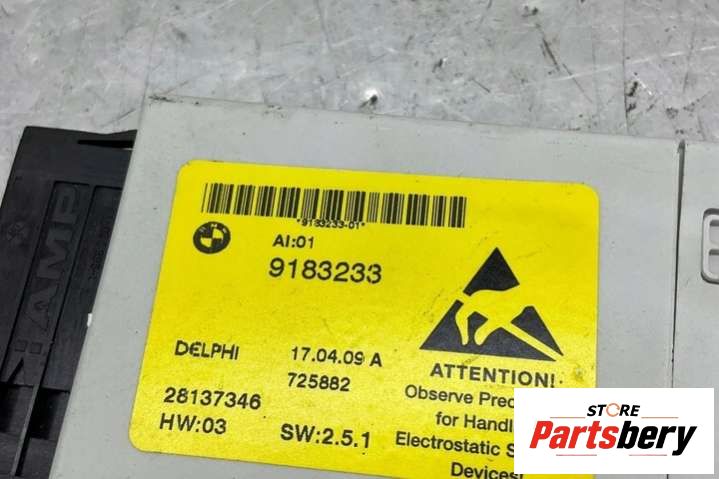 *9183233-01*
BMW
AI:01
9183233
DELPHI
17.04.09 A
725882
28137346
HW:03
SW:2.5.1
ATTENTION!
Observe Prec
for Handl
Electrostatic S
Devices!
AMP
STORE
Partsbery